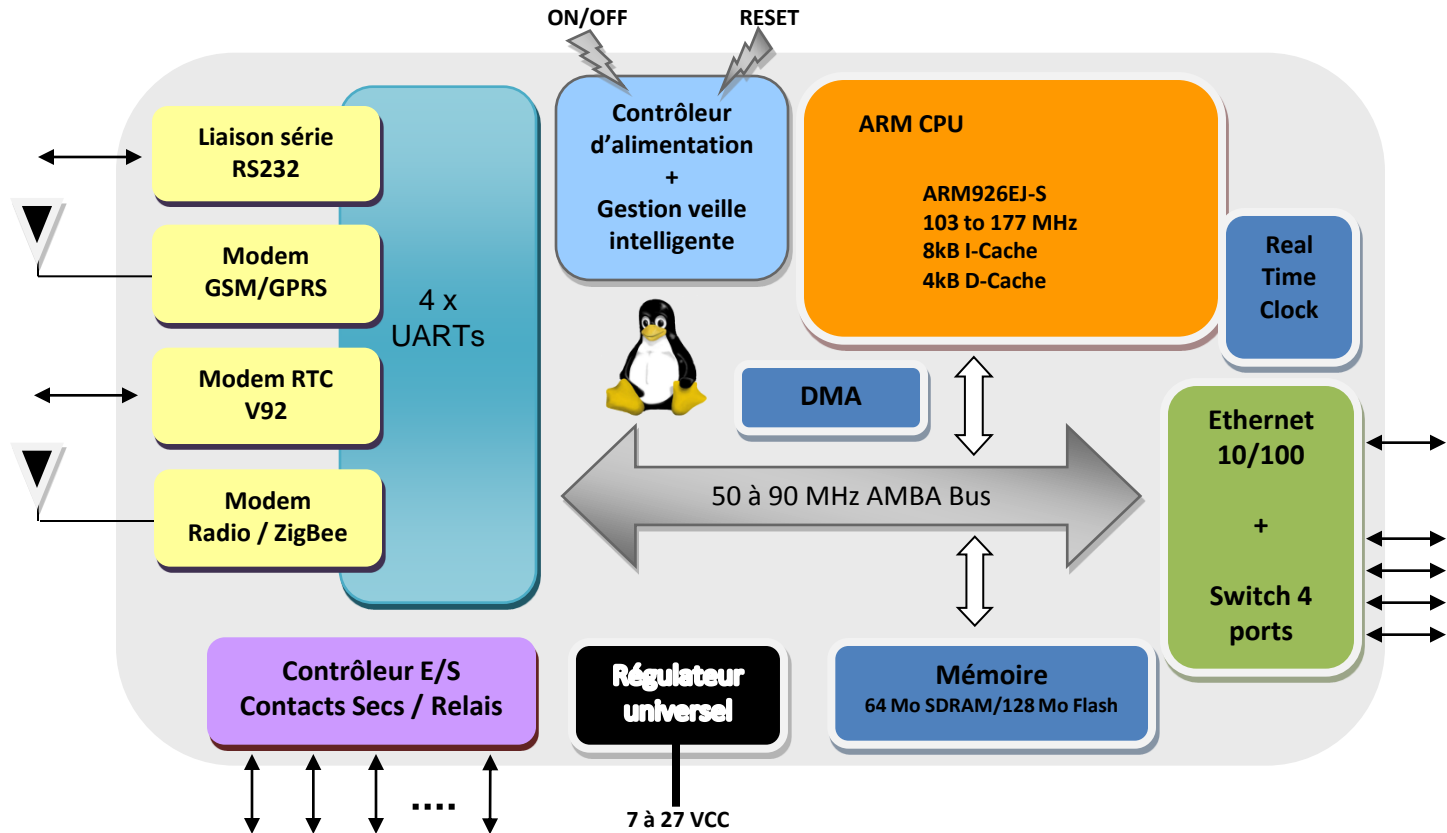 ON/OFF
RESET
Liaison série
RS232
Modem
GSM/GPRS
Modem RTC
V92
Modem
Radio / ZigBee
4 x
UARTs
Contrôleur
d’alimentation
+
Gestion veille
intelligente
ARM CPU
ARM926EJ-S
103 to 177 MHz
8kB I-Cache
4kB D-Cache
Real
Time
Clock
DMA
50 à 90 MHz AMBA Bus
Ethernet
10/100
+
Switch 4
ports
Contrôleur E/S
Contacts Secs / Relais
....
Régulateur
universel
7 à 27 VCC
Mémoire
64 Mo SDRAM/128 Mo Flash